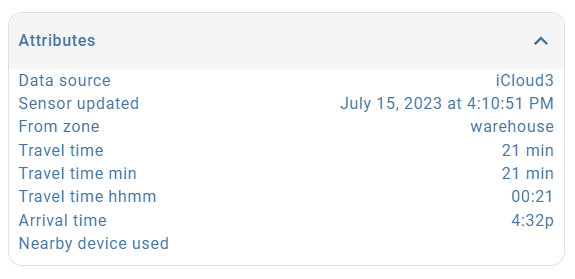 Attributes
Data source iCloud3
Sensor updated July 15, 2023 at 4:10:51 PM
From zone warehouse
Travel time 21 min
Travel time min 21 min
Travel time hhmm 00:21
Arrival time 4:32p
Nearby device used